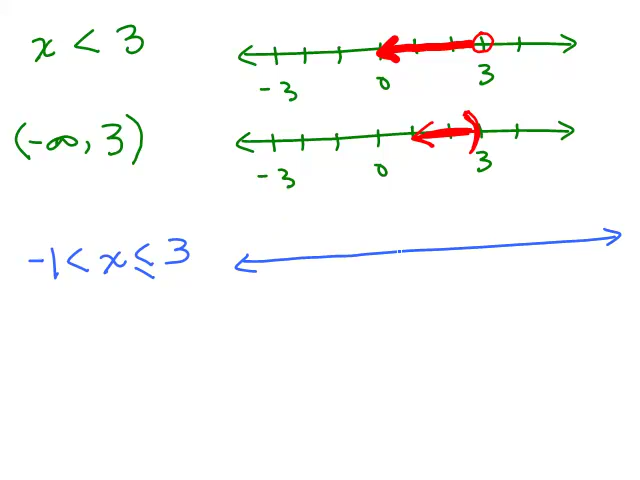 x < 3
-3 0 3
(-∞, 3)
-3 0 3
-1 < x ≤ 3